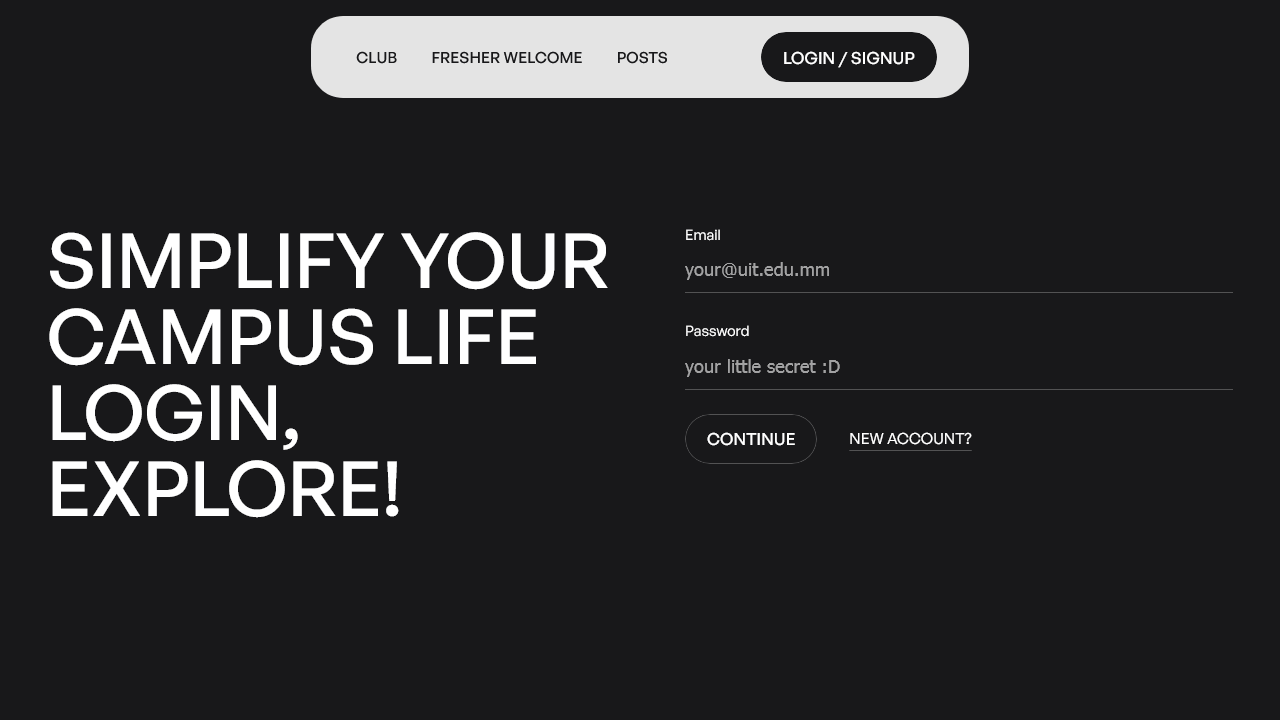 CLUB FRESHER WELCOME POSTS LOGIN / SIGNUP
SIMPLIFY YOUR
CAMPUS LIFE
LOGIN,
EXPLORE!
Email
your@uit.edu.mm
Password
your little secret :D
CONTINUE NEW ACCOUNT?